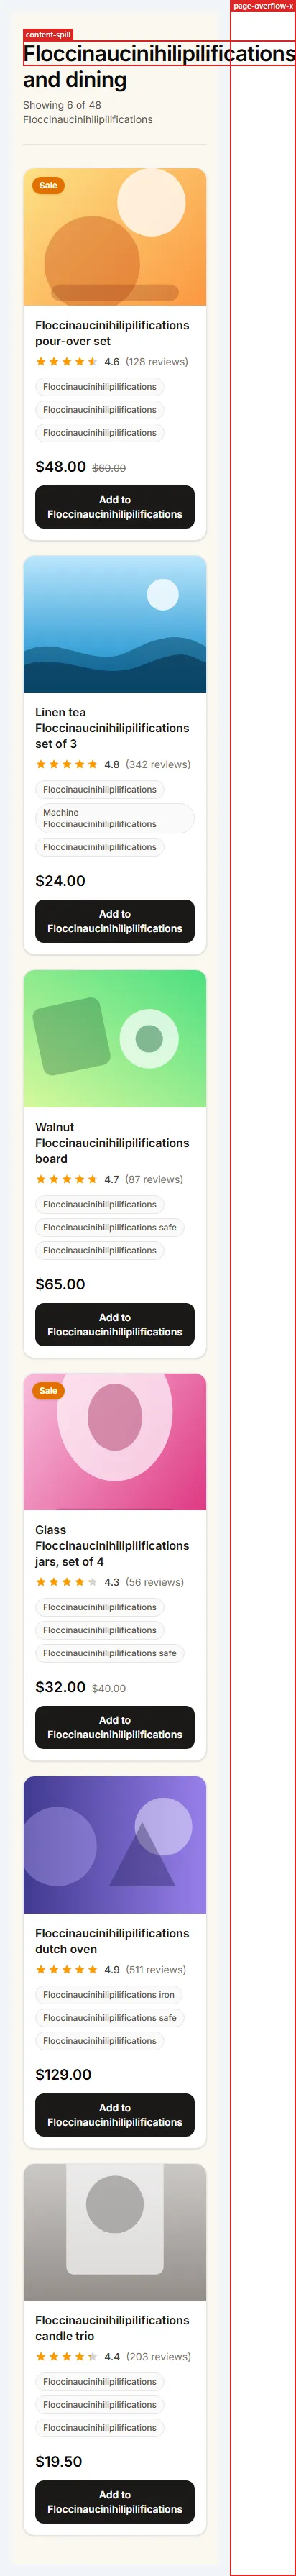 page-overflow-x
content-spill
Floccinaucinihilipilifications
and dining
Showing 6 of 48
Floccinaucinihilipilifications
Sale
Floccinaucinihilipilifications
pour-over set
4.6 (128 reviews)
Floccinaucinihilipilifications
Floccinaucinihilipilifications
Floccinaucinihilipilifications
$48.00 $60.00
Add to
Floccinaucinihilipilifications
Linen tea
Floccinaucinihilipilifications
set of 3
4.8 (342 reviews)
Floccinaucinihilipilifications
Machine
Floccinaucinihilipilifications
Floccinaucinihilipilifications
$24.00
Add to
Floccinaucinihilipilifications
Walnut
Floccinaucinihilipilifications
board
4.7 (87 reviews)
Floccinaucinihilipilifications
Floccinaucinihilipilifications safe
Floccinaucinihilipilifications
$65.00
Add to
Floccinaucinihilipilifications
Sale
Glass
Floccinaucinihilipilifications
jars, set of 4
4.3 (56 reviews)
Floccinaucinihilipilifications
Floccinaucinihilipilifications
Floccinaucinihilipilifications safe
$32.00 $40.00
Add to
Floccinaucinihilipilifications
Floccinaucinihilipilifications
dutch oven
4.9 (511 reviews)
Floccinaucinihilipilifications iron
Floccinaucinihilipilifications safe
Floccinaucinihilipilifications
$129.00
Add to
Floccinaucinihilipilifications
Floccinaucinihilipilifications
candle trio
4.4 (203 reviews)
Floccinaucinihilipilifications
Floccinaucinihilipilifications
Floccinaucinihilipilifications
$19.50
Add to
Floccinaucinihilipilifications